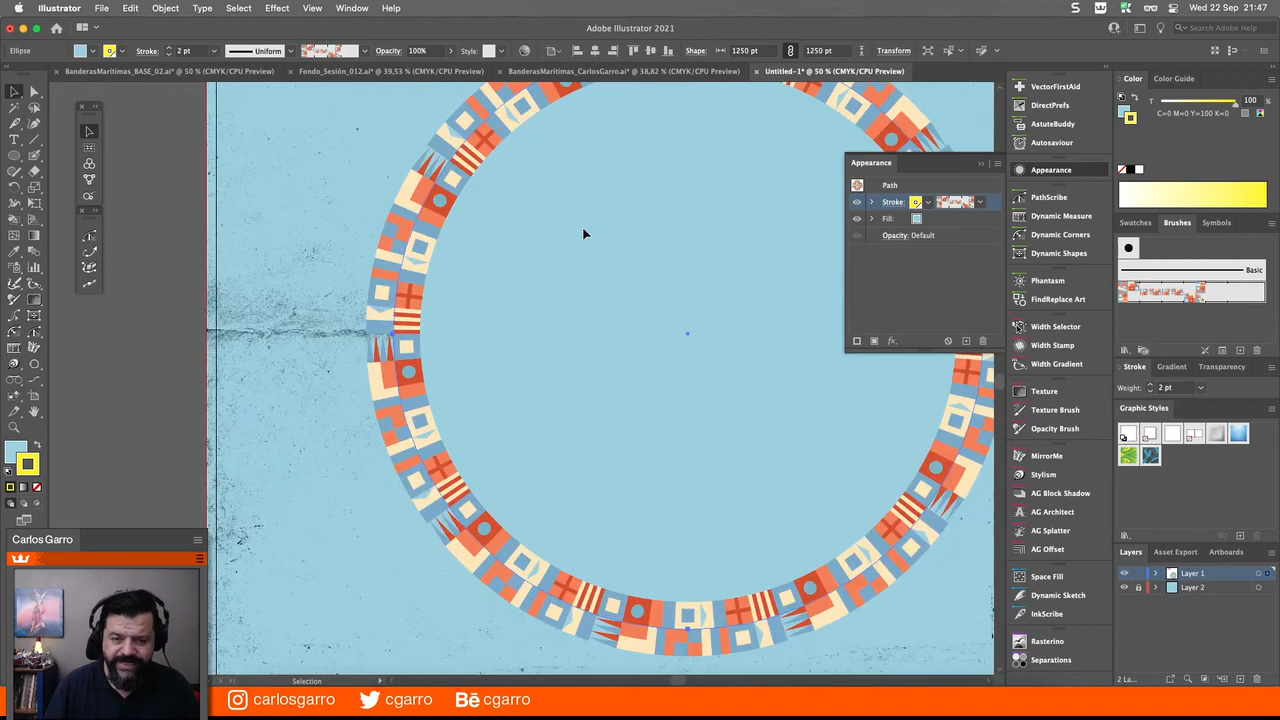 Illustrator File Edit Object Type Select Effect View Window Help
Wed 22 Sep 21:47
Adobe Illustrator 2021
Search Adobe Help
Ellipse
Stroke: 2 pt Uniform Opacity: 100% Style: Shape: 1250 pt 1250 pt Transform
BanderasMarítimas_BASE_02.ai* @ 50 % (CMYK/CPU Preview)
Fondo_Sesión_012.ai* @ 39,53 % (CMYK/CPU Preview)
BanderasMarítimas_CarlosGarro.ai* @ 38,82 % (CMYK/CPU Preview)
Untitled-1* @ 50 % (CMYK/CPU Preview)
Appearance
Path
Stroke:
Fill:
Opacity: Default
fx
VectorFirstAid
DirectPrefs
AstuteBuddy
Autosaviour
Appearance
PathScribe
Dynamic Measure
Dynamic Corners
Dynamic Shapes
Phantasm
FindReplace Art
Width Selector
Width Stamp
Width Gradient
Texture
Texture Brush
Opacity Brush
MirrorMe
Stylism
AG Block Shadow
AG Architect
AG Splatter
AG Offset
Space Fill
Dynamic Sketch
InkScribe
Rasterino
Separations
Color Color Guide
T 100 %
C=0 M=0 Y=100 K=0
Swatches Brushes Symbols
Basic
Stroke Gradient Transparency
Weight: 2 pt
Graphic Styles
Layers Asset Export Artboards
Layer 1
Layer 2
2 La...
Selection
Carlos Garro
carlosgarro cgarro Bē cgarro